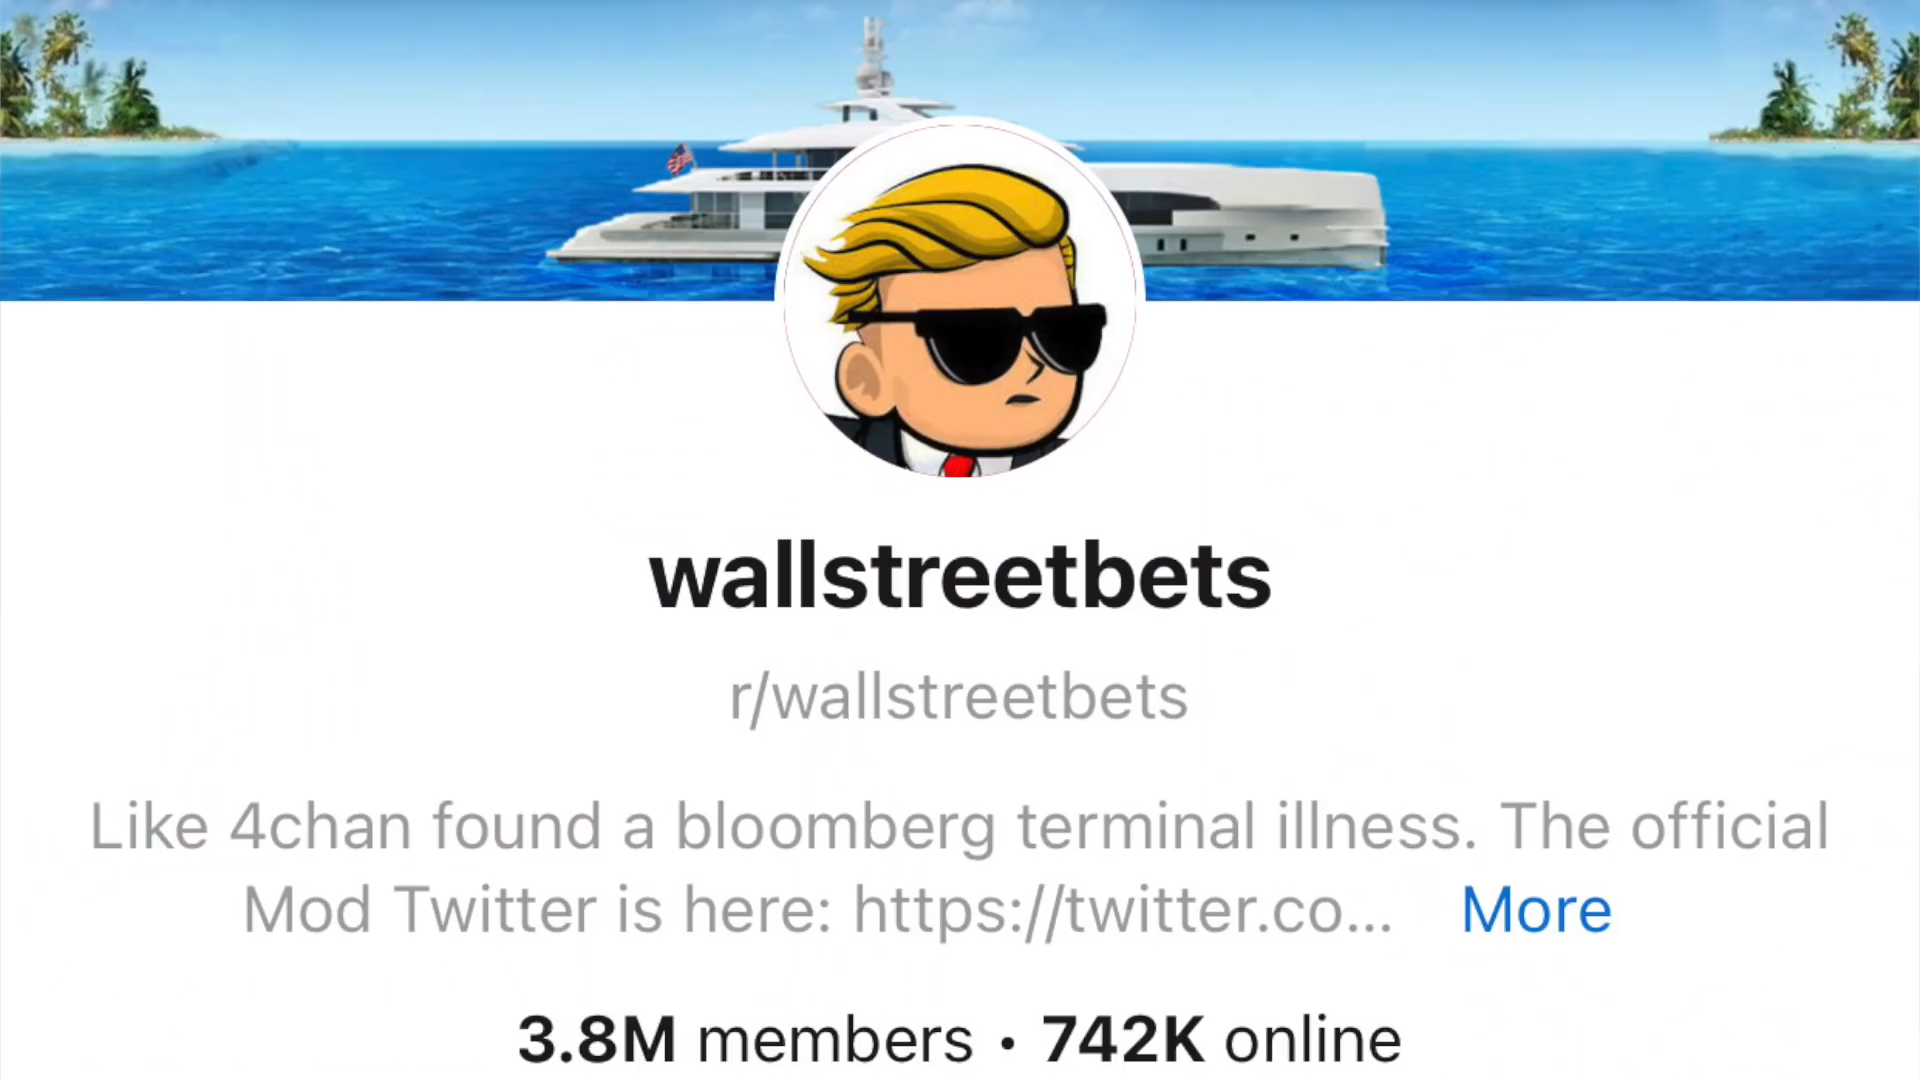 wallstreetbets
r/wallstreetbets
Like 4chan found a bloomberg terminal illness. The official
Mod Twitter is here: https://twitter.co... More
3.8M members • 742K online